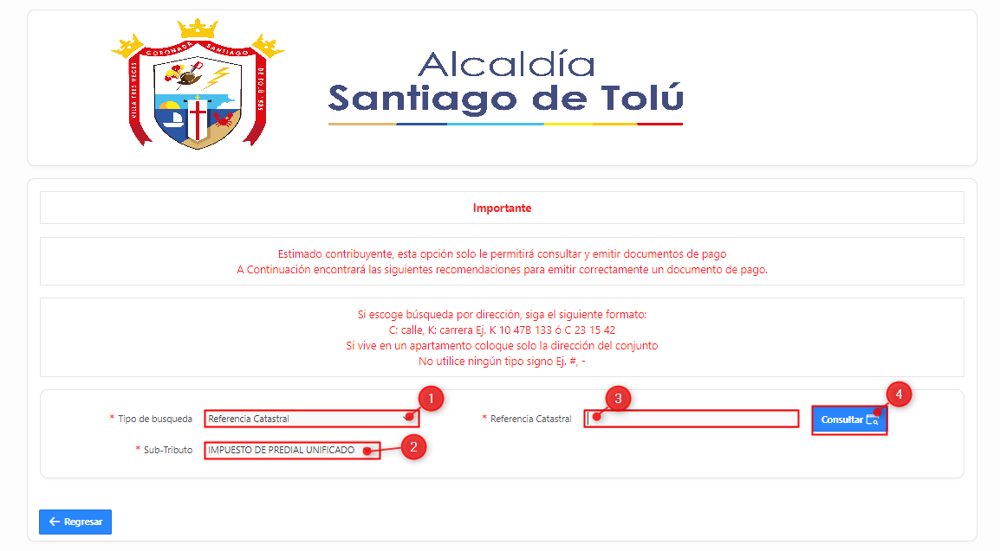 CORONADA SANTIAGO
VILLA TRES VECES
Alcaldía
Santiago de Tolú
Importante
Estimado contribuyente, esta opción solo le permitirá consultar y emitir documentos de pago
A Continuación encontrará las siguientes recomendaciones para emitir correctamente un documento de pago.
Si escoge búsqueda por dirección, siga el siguiente formato:
C: calle, K: carrera Ej. K 10 47B 133 ó C 23 15 42
Si vive en un apartamento coloque solo la dirección del conjunto
No utilice ningún tipo signo Ej. #, -
1
3
4
* Tipo de busqueda Referencia Catastral * Referencia Catastral Consultar
* Sub-Tributo IMPUESTO DE PREDIAL UNIFICADO 2
Regresar